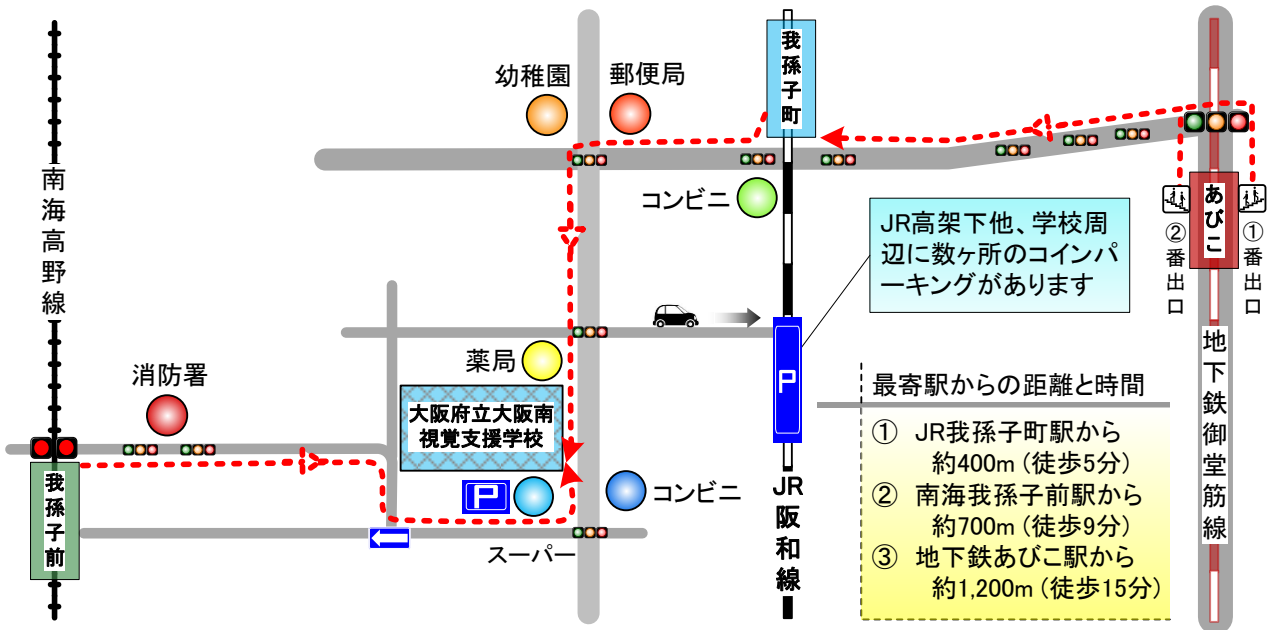 我孫子町
幼稚園
郵便局
南海高野線
コンビニ
あびこ
②番出口
①番出口
JR高架下他、学校周
辺に数ヶ所のコインパ
ーキングがあります
地下鉄御堂筋線
薬局
消防署
P
最寄駅からの距離と時間
大阪府立大阪南
視覚支援学校
① JR我孫子町駅から
約400m (徒歩5分)
② 南海我孫子前駅から
約700m (徒歩9分)
③ 地下鉄あびこ駅から
約1,200m (徒歩15分)
我孫子前
P
コンビニ
JR阪和線
スーパー